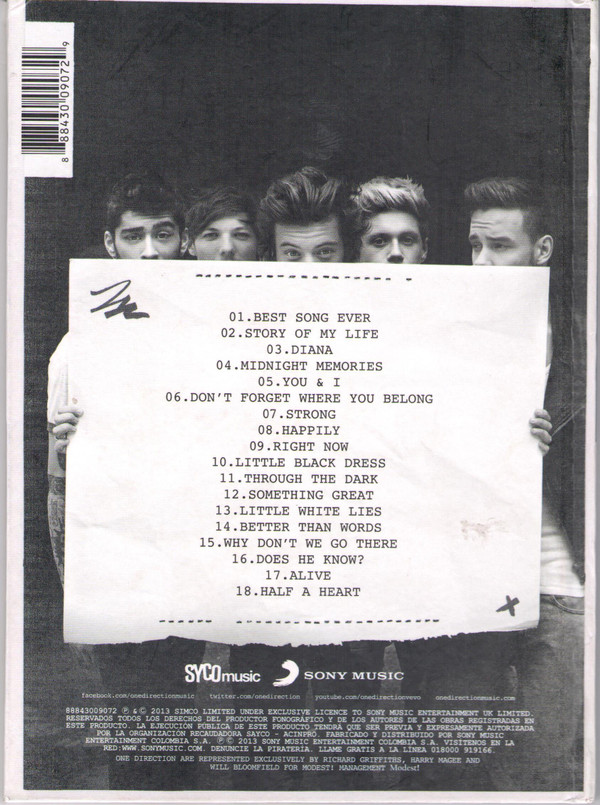 8 88430 09072 9
01.BEST SONG EVER
02.STORY OF MY LIFE
03.DIANA
04.MIDNIGHT MEMORIES
05.YOU & I
06.DON'T FORGET WHERE YOU BELONG
07.STRONG
08.HAPPILY
09.RIGHT NOW
10.LITTLE BLACK DRESS
11.THROUGH THE DARK
12.SOMETHING GREAT
13.LITTLE WHITE LIES
14.BETTER THAN WORDS
15.WHY DON'T WE GO THERE
16.DOES HE KNOW?
17.ALIVE
18.HALF A HEART
SYCOmusic SONY MUSIC
facebook.com/onedirectionmusic twitter.com/onedirection youtube.com/onedirectionvevo onedirectionmusic.com
88843009072 ℗ & © 2013 SIMCO LIMITED UNDER EXCLUSIVE LICENCE TO SONY MUSIC ENTERTAINMENT UK LIMITED.
RESERVADOS TODOS LOS DERECHOS DEL PRODUCTOR FONOGRÁFICO Y DE LOS AUTORES DE LAS OBRAS REGISTRADAS EN
ESTE PRODUCTO. LA EJECUCIÓN PÚBLICA DE ESTE PRODUCTO TENDRÁ QUE SER PREVIA Y EXPRESAMENTE AUTORIZADA
POR LA ORGANIZACIÓN RECAUDADORA SAYCO - ACINPRO. FABRICADO Y DISTRIBUIDO POR SONY MUSIC
ENTERTAINMENT COLOMBIA S.A. ℗ © 2013 SONY MUSIC ENTERTAINMENT COLOMBIA S.A. VISITENOS EN LA
RED:WWW.SONYMUSIC.COM. DENUNCIE LA PIRATERIA. LLAME GRATIS A LA LINEA 018000 919166.
ONE DIRECTION ARE REPRESENTED EXCLUSIVELY BY RICHARD GRIFFITHS, HARRY MAGEE AND
WILL BLOOMFIELD FOR MODEST! MANAGEMENT Modest!